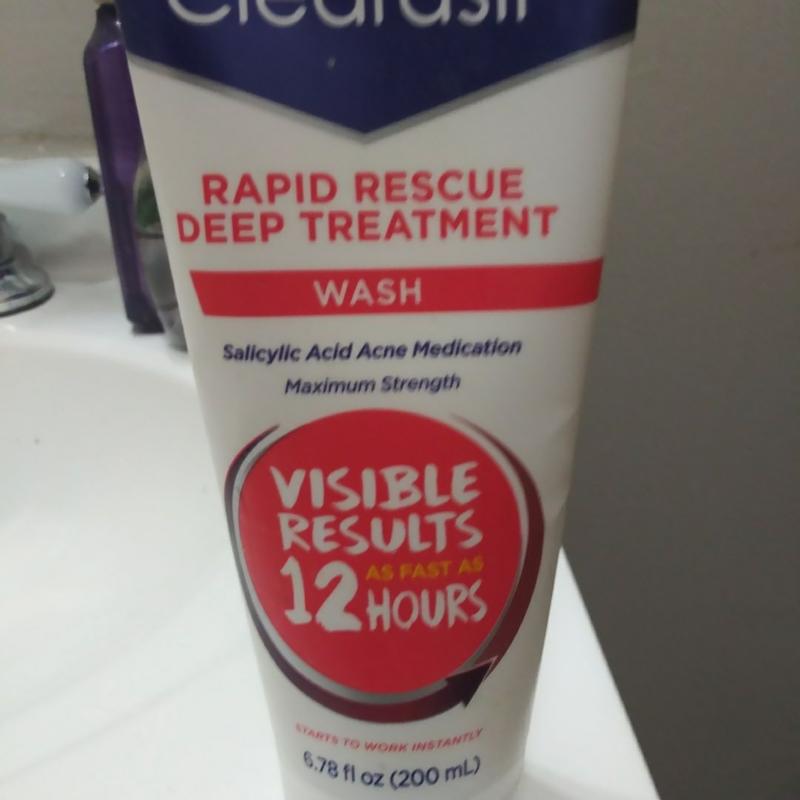 Clearasil
RAPID RESCUE
DEEP TREATMENT
WASH
Salicylic Acid Acne Medication
Maximum Strength
VISIBLE
RESULTS
12 AS FAST AS
HOURS
STARTS TO WORK INSTANTLY
6.78 fl oz (200 mL)